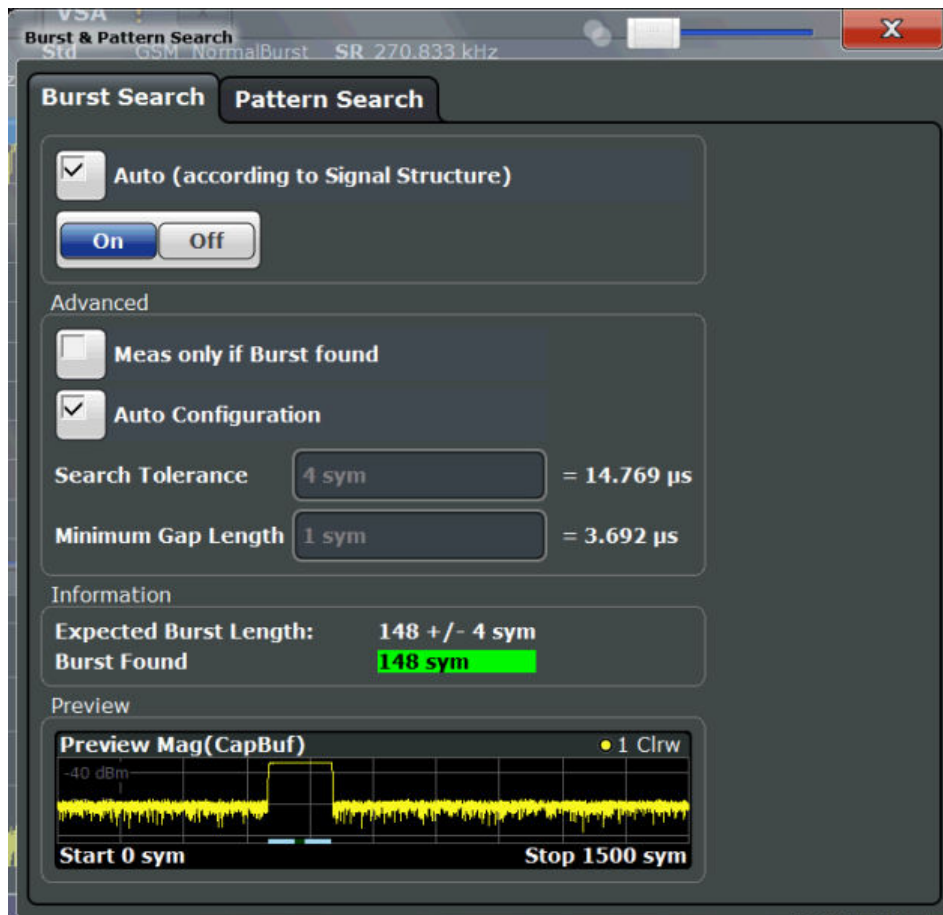 VSA
Burst & Pattern Search
Std GSM_NormalBurst SR 270.833 kHz
X
Burst Search Pattern Search
Auto (according to Signal Structure)
On Off
Advanced
Meas only if Burst found
Auto Configuration
Search Tolerance 4 sym = 14.769 µs
Minimum Gap Length 1 sym = 3.692 µs
Information
Expected Burst Length: 148 +/- 4 sym
Burst Found 148 sym
Preview
Preview Mag(CapBuf) 1 Clrw
-40 dBm
Start 0 sym Stop 1500 sym